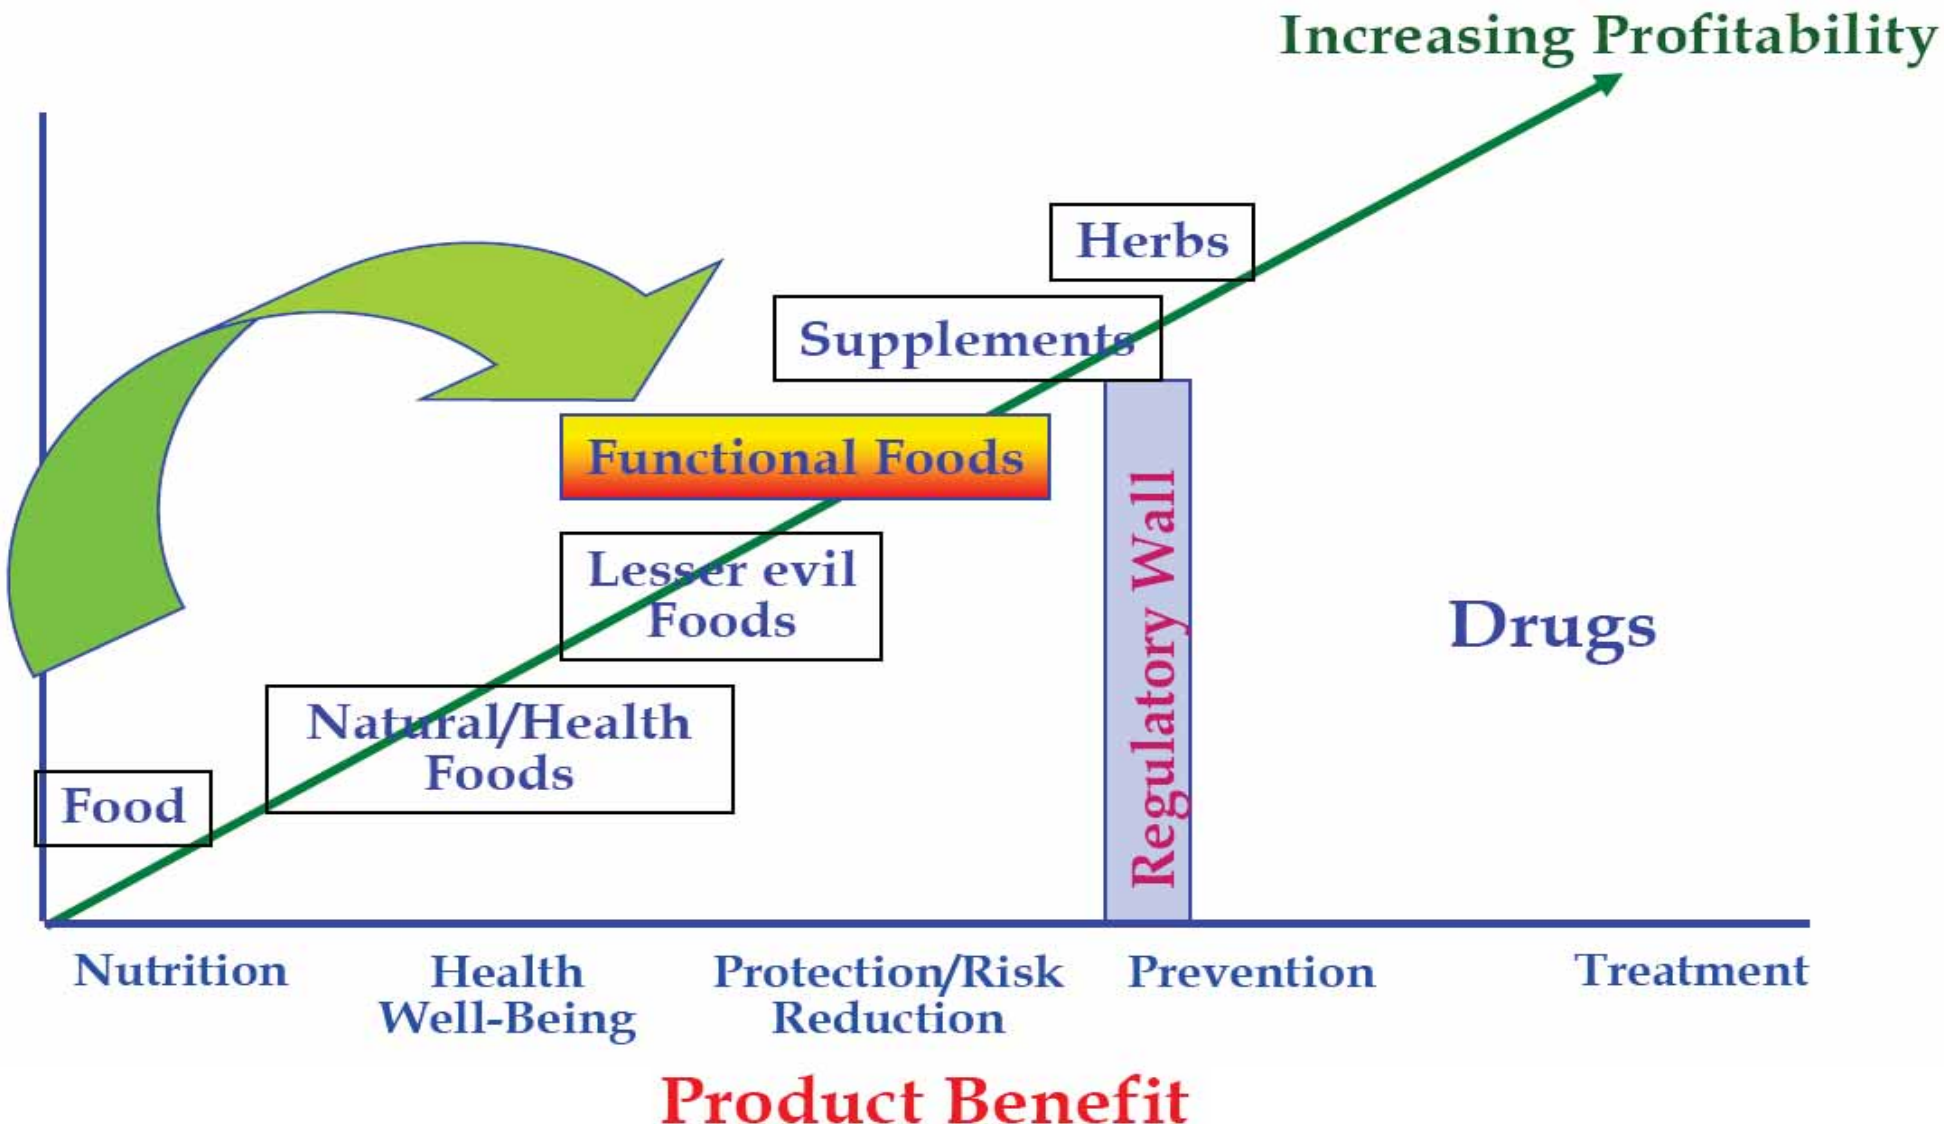 Increasing Profitability
Herbs
Supplements
Functional Foods
Lesser evil
Foods
Natural/Health
Foods
Food
Regulatory Wall
Drugs
Nutrition
Health
Well-Being
Protection/Risk
Reduction
Prevention
Treatment
Product Benefit